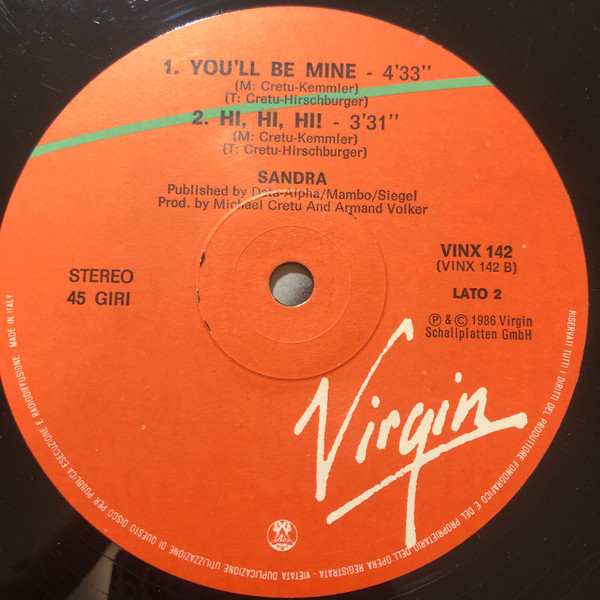 1. YOU'LL BE MINE - 4'33"
(M: Cretu-Kemmler)
(T: Cretu-Hirschburger)
2. HI, HI, HI! - 3'31"
(M: Cretu-Kemmler)
(T: Cretu-Hirschburger)
SANDRA
Published by Data-Alpha/Mambo/Siegel
Prod. by Michael Cretu And Armand Volker
STEREO
45 GIRI
VINX 142
(VINX 142 B)
LATO 2
℗ & © 1986 Virgin
Schallplatten GmbH
Virgin
RISERVATI TUTTI I DIRITTI DEL PRODUTTORE FONOGRAFICO E DEL PROPRIETARIO DELL'OPERA REGISTRATA - VIETATA DUPLICAZIONE UTILIZZAZIONE DI QUESTO DISCO PER PUBBLICA ESECUZIONE E RADIODIFFUSIONE MADE IN ITALY